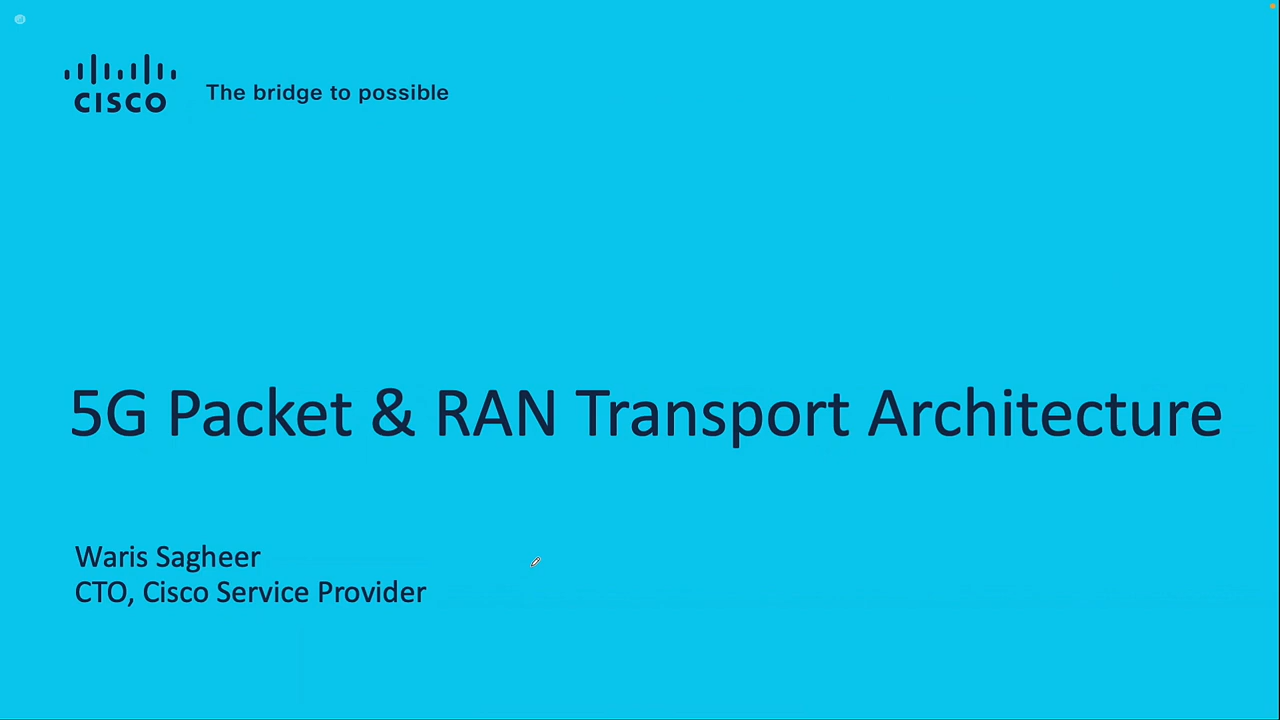 CISCO
The bridge to possible
5G Packet & RAN Transport Architecture
Waris Sagheer
CTO, Cisco Service Provider